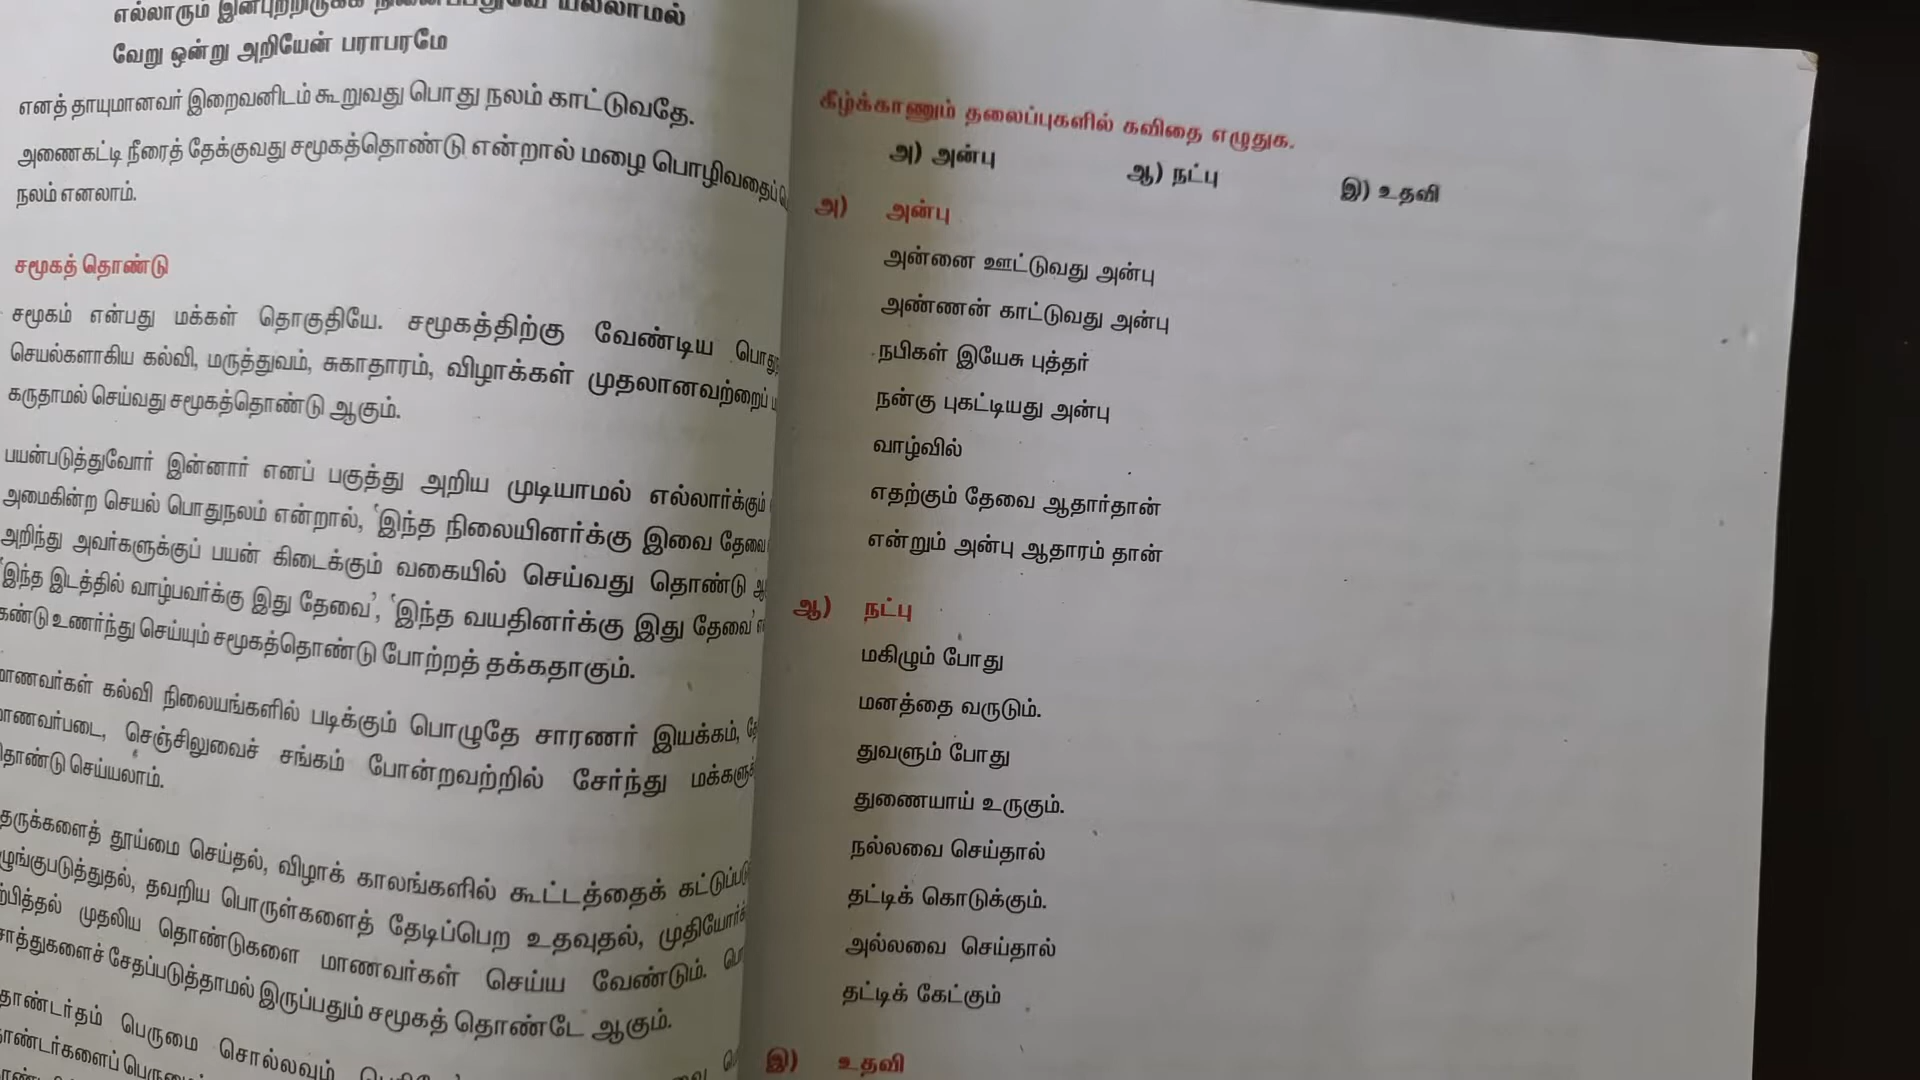 எல்லாரும் இன்புற்றிருக்க நினைப்பதுவே யல்லாமல்
வேறு ஒன்று அறியேன் பராபரமே
எனத் தாயுமானவர் இறைவனிடம் கூறுவது பொது நலம் காட்டுவதே.
அணைகட்டி நீரைத் தேக்குவது சமூகத்தொண்டு என்றால் மழை பொழிவதைப்
நலம் எனலாம்.
சமூகத் தொண்டு
சமூகம் என்பது மக்கள் தொகுதியே. சமூகத்திற்கு வேண்டிய
செயல்களாகிய கல்வி, மருத்துவம், சுகாதாரம், விழாக்கள் முதலானவற்றைப்
கருதாமல் செய்வது சமூகத்தொண்டு ஆகும்.
பயன்படுத்துவோர் இன்னார் எனப் பகுத்து அறிய முடியாமல் எல்லார்க்கும்
அமைகின்ற செயல் பொதுநலம் என்றால், 'இந்த நிலையினர்க்கு இவை தேவை
அறிந்து அவர்களுக்குப் பயன் கிடைக்கும் வகையில் செய்வது தொண்டு
'இந்த இடத்தில் வாழ்பவர்க்கு இது தேவை', 'இந்த வயதினர்க்கு இது தேவை'
கண்டு உணர்ந்து செய்யும் சமூகத்தொண்டு போற்றத் தக்கதாகும்.
மாணவர்கள் கல்வி நிலையங்களில் படிக்கும் பொழுதே சாரணர் இயக்கம்,
மாணவர்படை, செஞ்சிலுவைச் சங்கம் போன்றவற்றில் சேர்ந்து
தொண்டு செய்யலாம்.
தெருக்களைத் தூய்மை செய்தல், விழாக் காலங்களில் கூட்டத்தைக்
தவறிய பொருள்களைத் தேடிப்பெற உதவுதல்,
முதலிய தொண்டுகளை மாணவர்கள் செய்ய வேண்டும்.
சேதப்படுத்தாமல் இருப்பதும் சமூகத் தொண்டே ஆகும்.
பெருமை சொல்லவும்
கீழ்க்காணும் தலைப்புகளில் கவிதை எழுதுக.
அ) அன்பு ஆ) நட்பு இ) உதவி
அ) அன்பு
அன்னை ஊட்டுவது அன்பு
அண்ணன் காட்டுவது அன்பு
நபிகள் இயேசு புத்தர்
நன்கு புகட்டியது அன்பு
வாழ்வில்
எதற்கும் தேவை ஆதார்தான்
என்றும் அன்பு ஆதாரம் தான்
ஆ) நட்பு
மகிழும் போது
மனத்தை வருடும்.
துவளும் போது
துணையாய் உருகும்.
நல்லவை செய்தால்
தட்டிக் கொடுக்கும்.
அல்லவை செய்தால்
தட்டிக் கேட்கும்
இ) உதவி